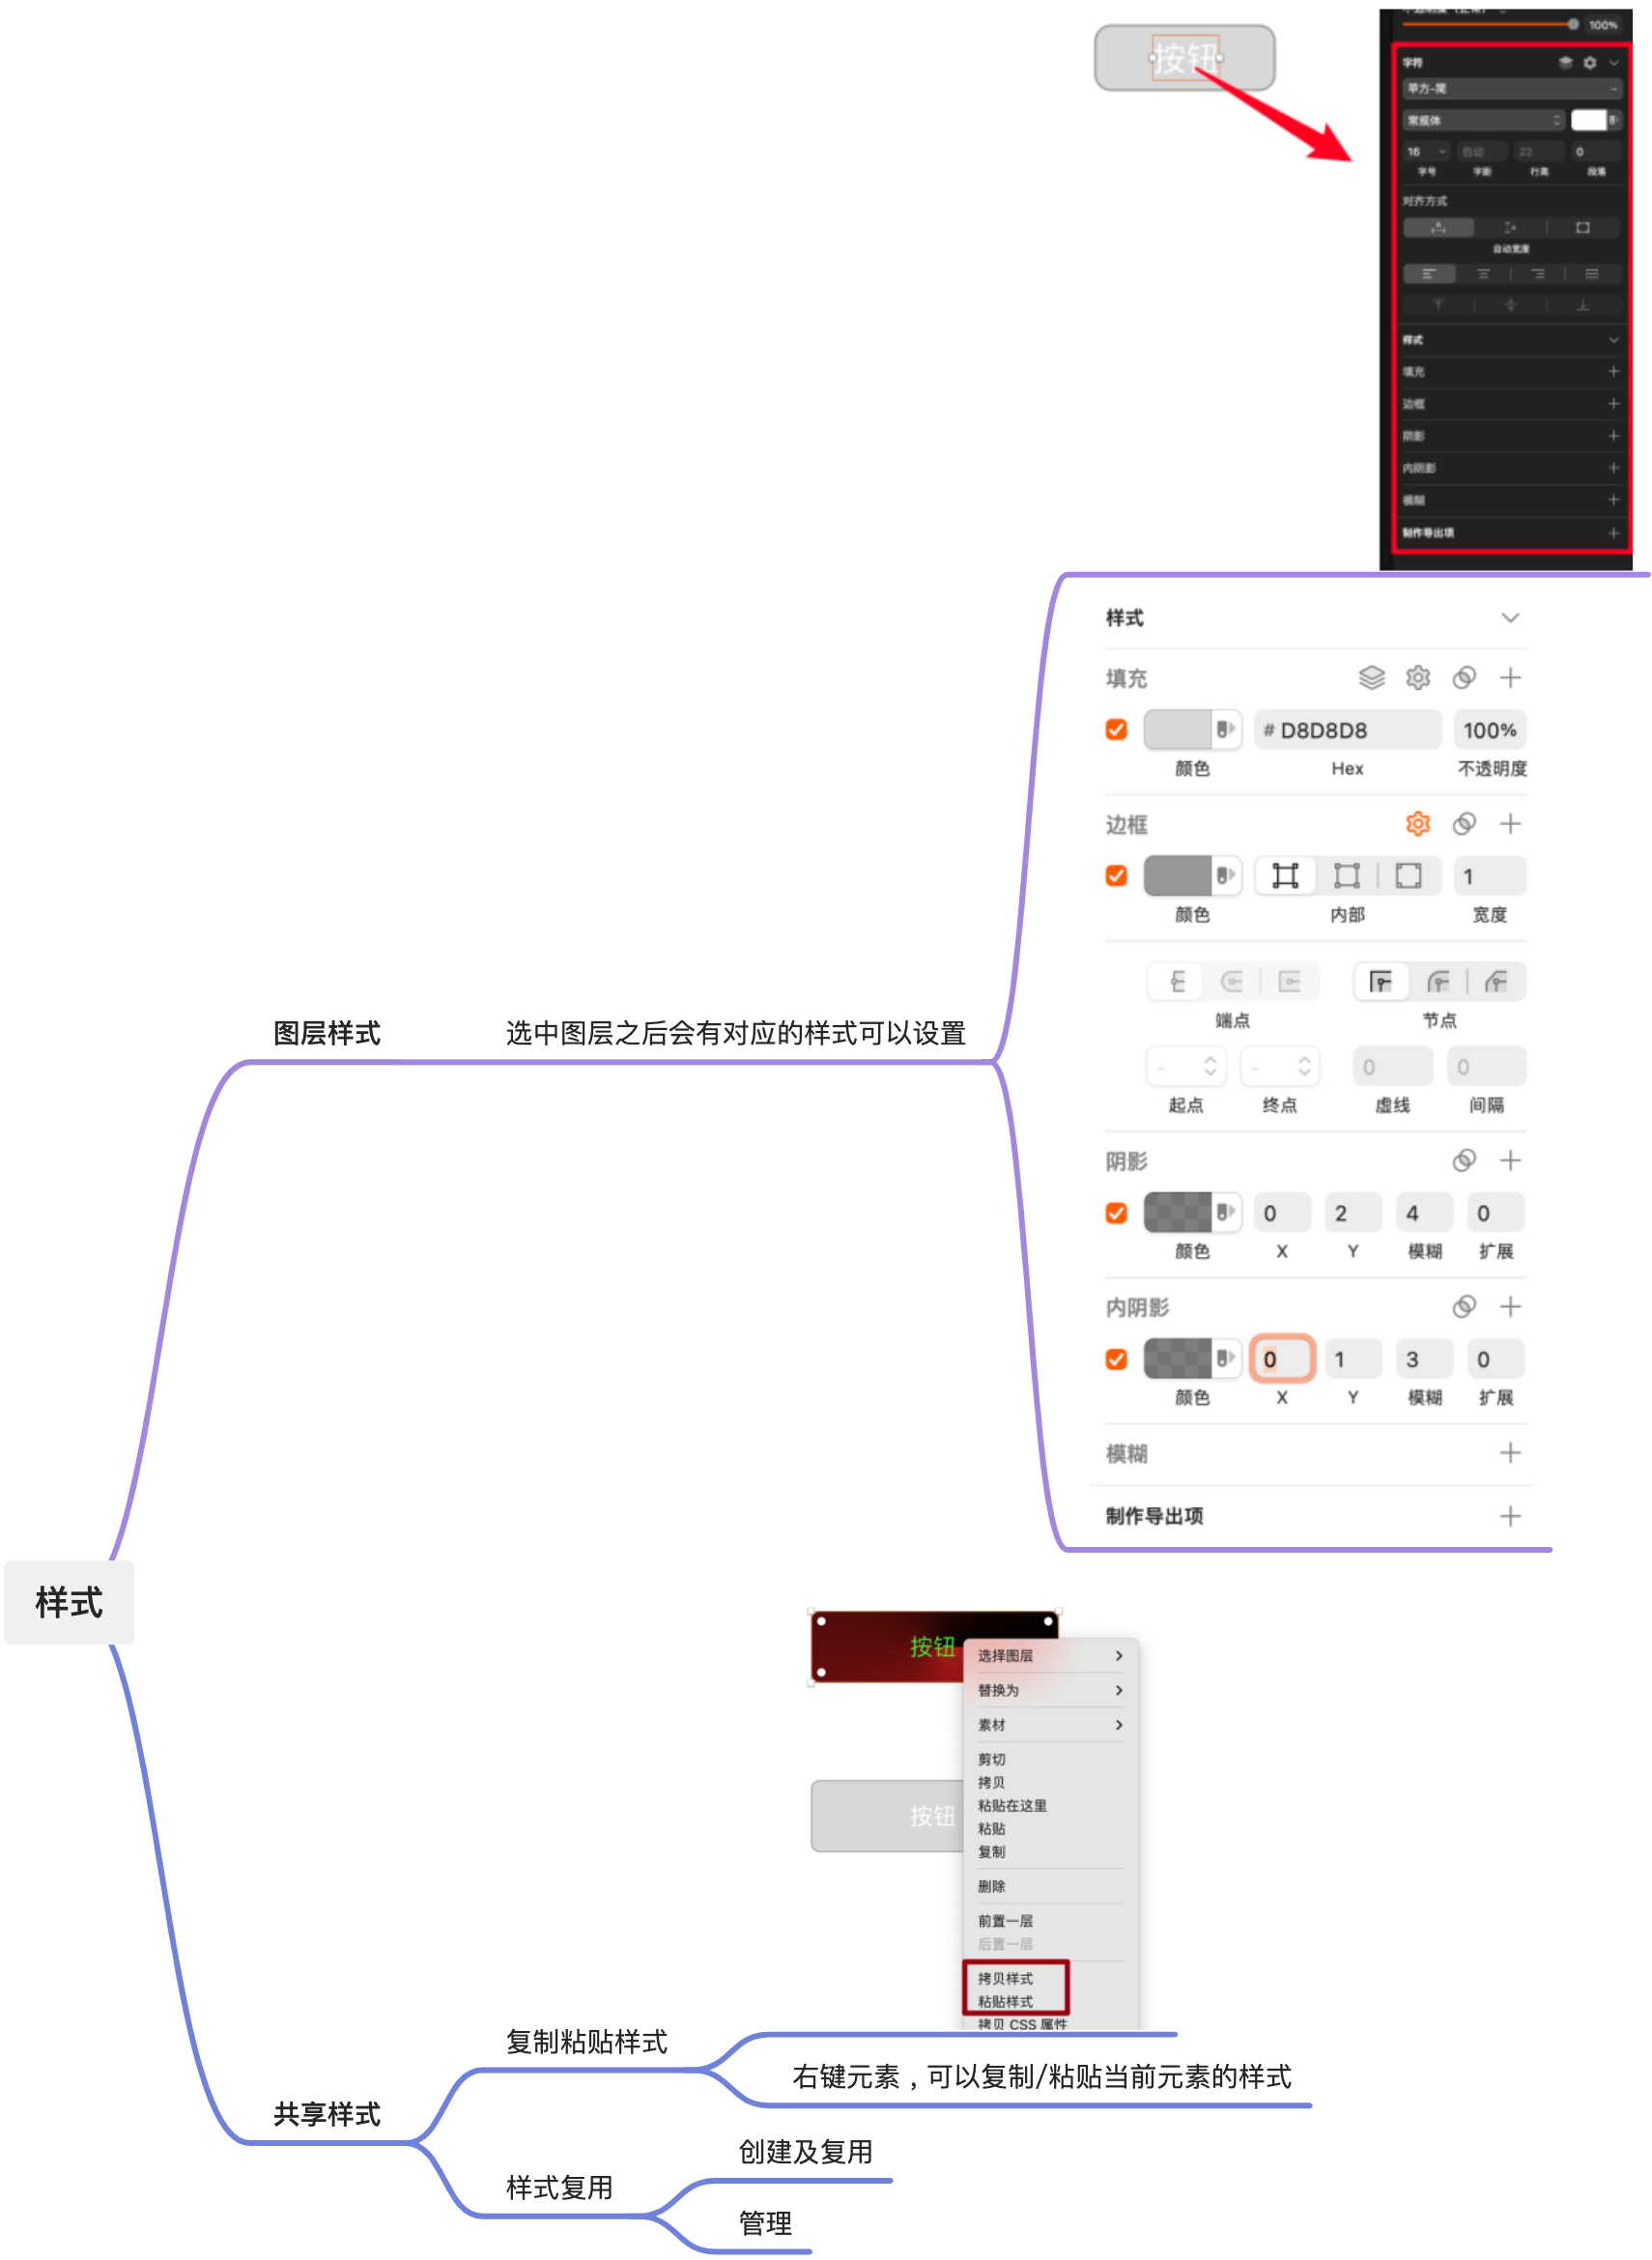 按钮
100%
字符
苹方-简
常规体
16
自动
22
0
字号
字距
行高
段落
对齐方式
自动宽度
样式
填充
边框
阴影
内阴影
模糊
制作导出项
样式
填充
# D8D8D8
100%
颜色
Hex
不透明度
边框
1
颜色
内部
宽度
端点
节点
-
-
0
0
起点
终点
虚线
间隔
阴影
0
2
4
0
颜色
X
Y
模糊
扩展
内阴影
0
1
3
0
颜色
X
Y
模糊
扩展
模糊
制作导出项
图层样式
选中图层之后会有对应的样式可以设置
样式
按钮
选择图层
替换为
素材
剪切
拷贝
粘贴在这里
粘贴
复制
按钮
删除
前置一层
后置一层
拷贝样式
粘贴样式
拷贝 CSS 属性
复制粘贴样式
右键元素，可以复制/粘贴当前元素的样式
共享样式
创建及复用
样式复用
管理